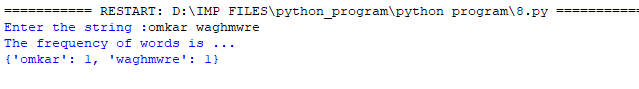 =========== RESTART: D:\IMP FILES\python_program\python program\8.py ===========
Enter the string :omkar waghmwre
The frequency of words is ...
{'omkar': 1, 'waghmwre': 1}